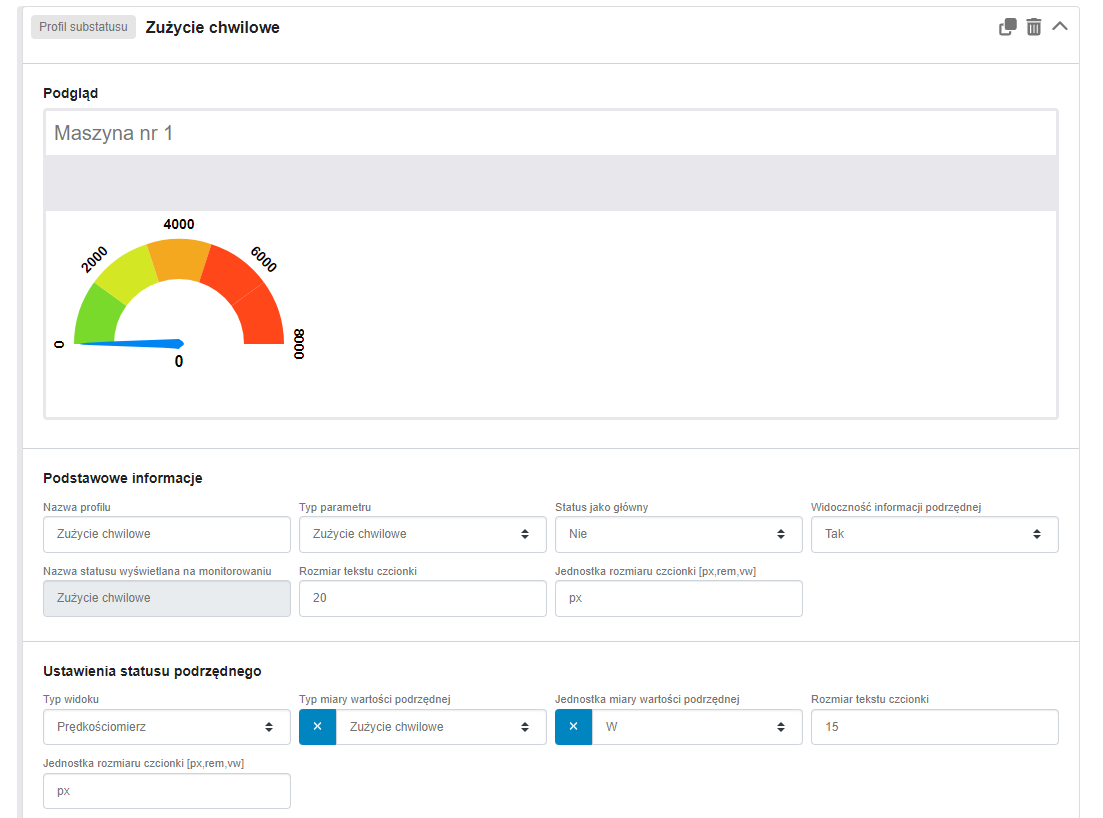 Profil substatusu Zużycie chwilowe
Podgląd
Maszyna nr 1
4000
2000 6000
0 8000
0
Podstawowe informacje
Nazwa profilu Typ parametru Status jako główny Widoczność informacji podrzędnej
Zużycie chwilowe Zużycie chwilowe Nie Tak
Nazwa statusu wyświetlana na monitorowaniu Rozmiar tekstu czcionki Jednostka rozmiaru czcionki [px,rem,vw]
Zużycie chwilowe 20 px
Ustawienia statusu podrzędnego
Typ widoku Typ miary wartości podrzędnej Jednostka miary wartości podrzędnej Rozmiar tekstu czcionki
Prędkościomierz × Zużycie chwilowe × W 15
Jednostka rozmiaru czcionki [px,rem,vw]
px